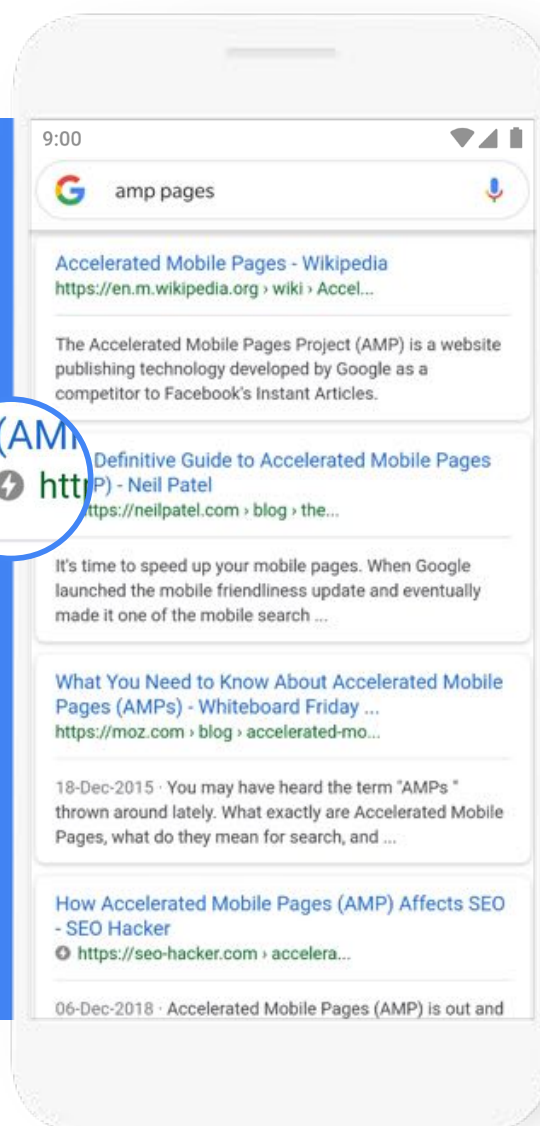 9:00
amp pages
Accelerated Mobile Pages - Wikipedia
https://en.m.wikipedia.org › wiki › Accel...
The Accelerated Mobile Pages Project (AMP) is a website
publishing technology developed by Google as a
competitor to Facebook's Instant Articles.
(AM
htt
Definitive Guide to Accelerated Mobile Pages
P) - Neil Patel
ttps://neilpatel.com › blog › the...
It's time to speed up your mobile pages. When Google
launched the mobile friendliness update and eventually
made it one of the mobile search ...
What You Need to Know About Accelerated Mobile
Pages (AMPs) - Whiteboard Friday ...
https://moz.com › blog › accelerated-mo...
18-Dec-2015 · You may have heard the term "AMPs "
thrown around lately. What exactly are Accelerated Mobile
Pages, what do they mean for search, and ...
How Accelerated Mobile Pages (AMP) Affects SEO
- SEO Hacker
https://seo-hacker.com › accelera...
06-Dec-2018 · Accelerated Mobile Pages (AMP) is out and